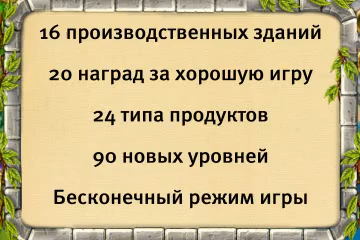 16 производственных зданий
20 наград за хорошую игру
24 типа продуктов
90 новых уровней
Бесконечный режим игры